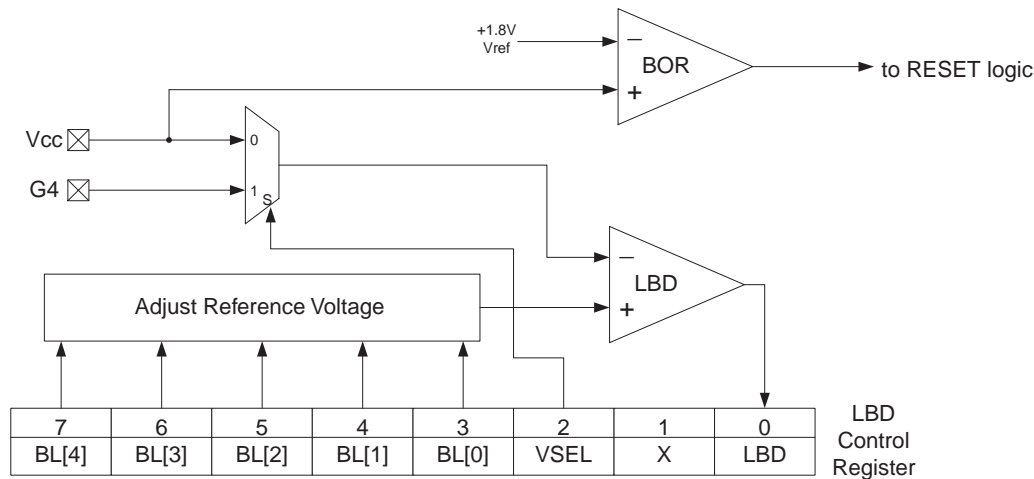 +1.8V
Vref
−
BOR
+
to RESET logic
Vcc
0
G4
1
S
−
LBD
+
Adjust Reference Voltage
7 6 5 4 3 2 1 0
BL[4] BL[3] BL[2] BL[1] BL[0] VSEL X LBD
LBD
Control
Register